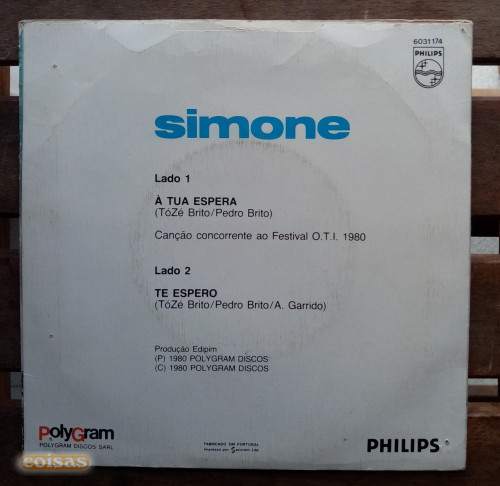 6031 174
PHILIPS
simone
Lado 1
À TUA ESPERA
(TóZé Brito/Pedro Brito)
Canção concorrente ao Festival O.T.I. 1980
Lado 2
TE ESPERO
(TóZé Brito/Pedro Brito/A. Garrido)
Produção Edipim
(P) 1980 POLYGRAM DISCOS
(C) 1980 POLYGRAM DISCOS
PolyGram
POLYGRAM DISCOS SARL
FABRICADO EM PORTUGAL
PHILIPS
coisas